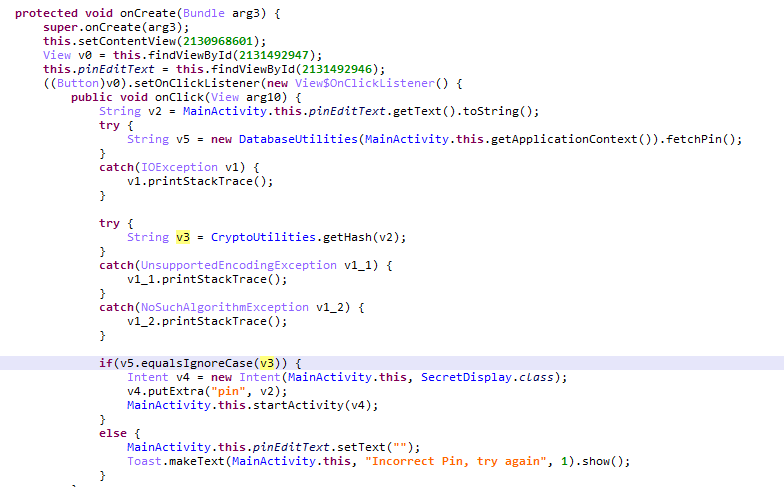 protected void onCreate(Bundle arg3) {
super.onCreate(arg3);
this.setContentView(2130968601);
View v0 = this.findViewById(2131492947);
this.pinEditText = this.findViewById(2131492946);
((Button)v0).setOnClickListener(new View$OnClickListener() {
public void onClick(View arg10) {
String v2 = MainActivity.this.pinEditText.getText().toString();
try {
String v5 = new DatabaseUtilities(MainActivity.this.getApplicationContext()).fetchPin();
}
catch(IOException v1) {
v1.printStackTrace();
}
try {
String v3 = CryptoUtilities.getHash(v2);
}
catch(UnsupportedEncodingException v1_1) {
v1_1.printStackTrace();
}
catch(NoSuchAlgorithmException v1_2) {
v1_2.printStackTrace();
}
if(v5.equalsIgnoreCase(v3)) {
Intent v4 = new Intent(MainActivity.this, SecretDisplay.class);
v4.putExtra("pin", v2);
MainActivity.this.startActivity(v4);
}
else {
MainActivity.this.pinEditText.setText("");
Toast.makeText(MainActivity.this, "Incorrect Pin, try again", 1).show();
}